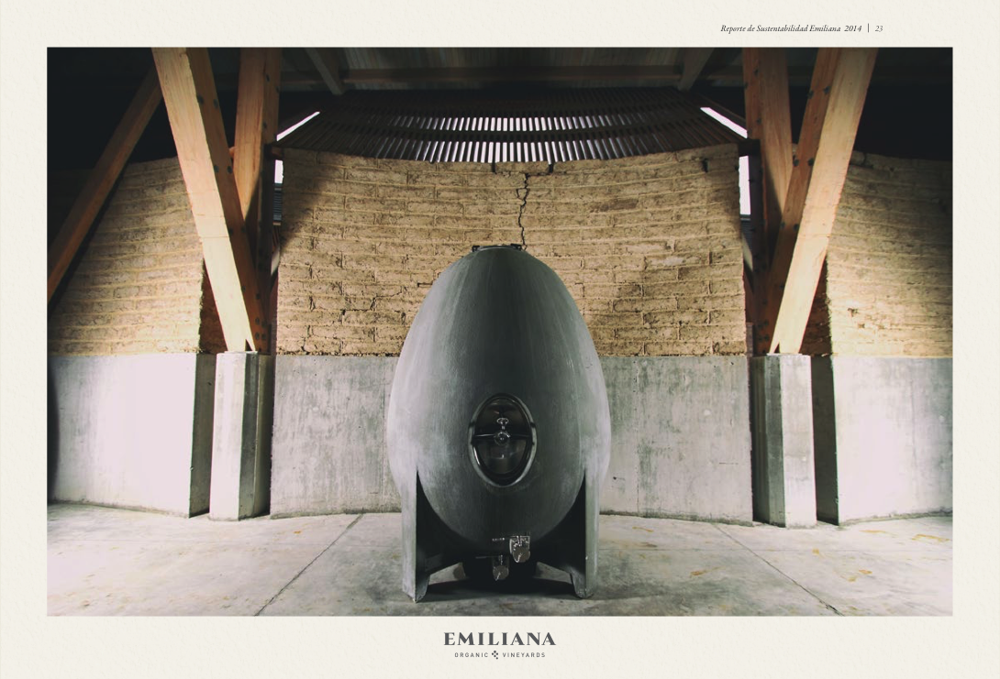 Reporte de Sustentabilidad Emiliana 2014 | 23
EMILIANA
ORGANIC VINEYARDS